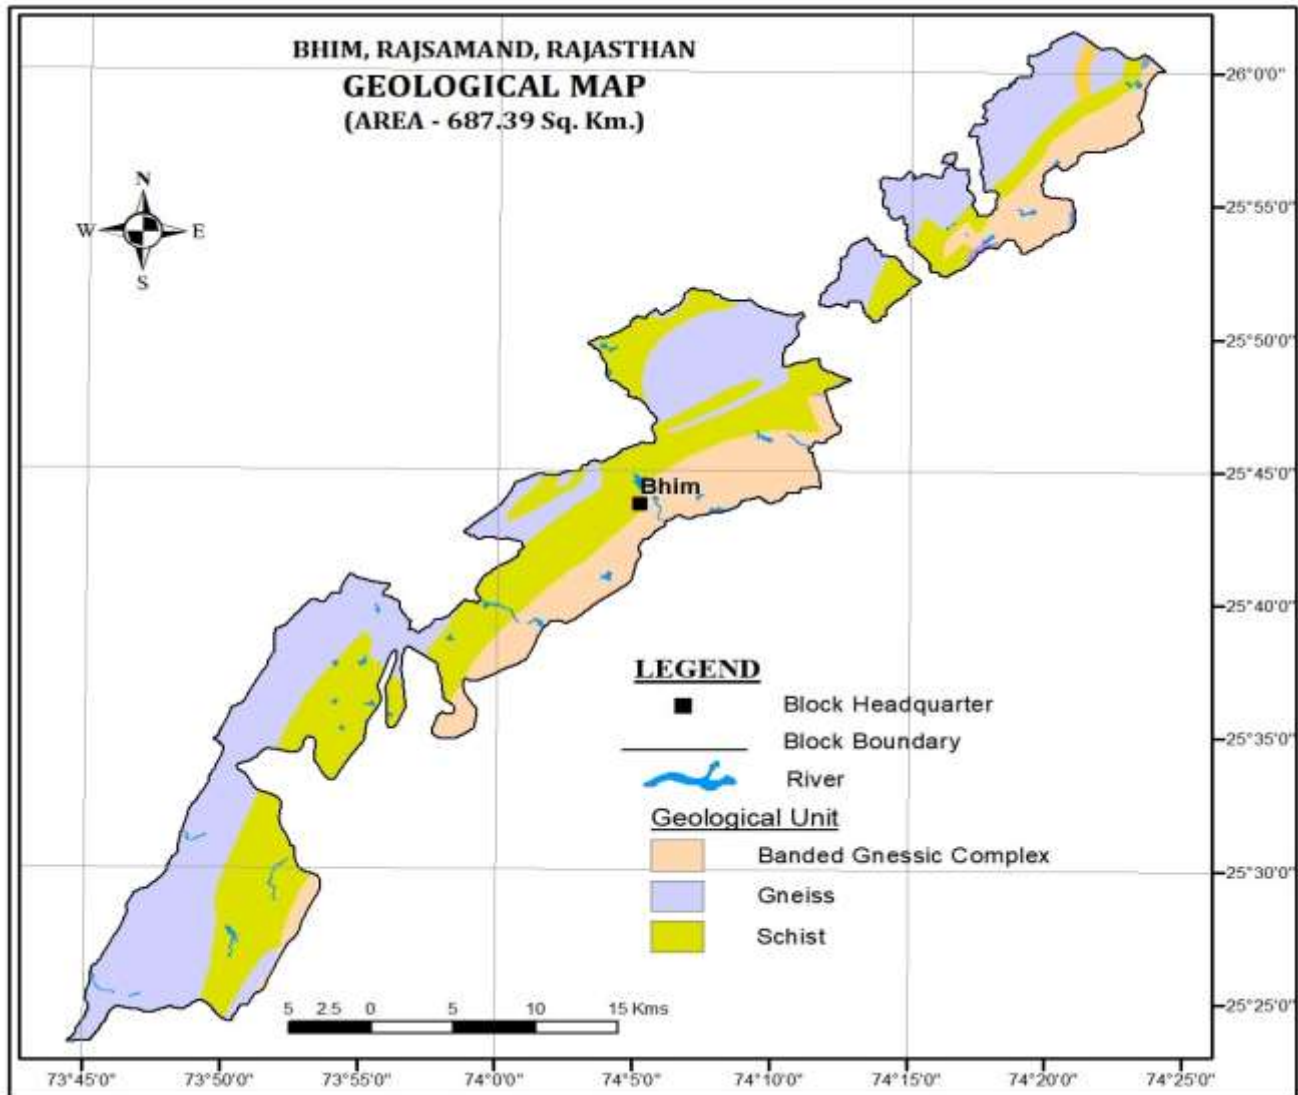 BHIM, RAJSAMAND, RAJASTHAN
GEOLOGICAL MAP
(AREA - 687.39 Sq. Km.)
N
W
E
S
26°0'0"
25°55'0"
25°50'0"
25°45'0"
25°40'0"
25°35'0"
25°30'0"
25°25'0"
Bhim
LEGEND
Block Headquarter
Block Boundary
River
Geological Unit
Banded Gnessic Complex
Gneiss
Schist
5 2.5 0 5 10 15 Kms
73°45'0" 73°50'0" 73°55'0" 74°0'0" 74°5'0" 74°10'0" 74°15'0" 74°20'0" 74°25'0"